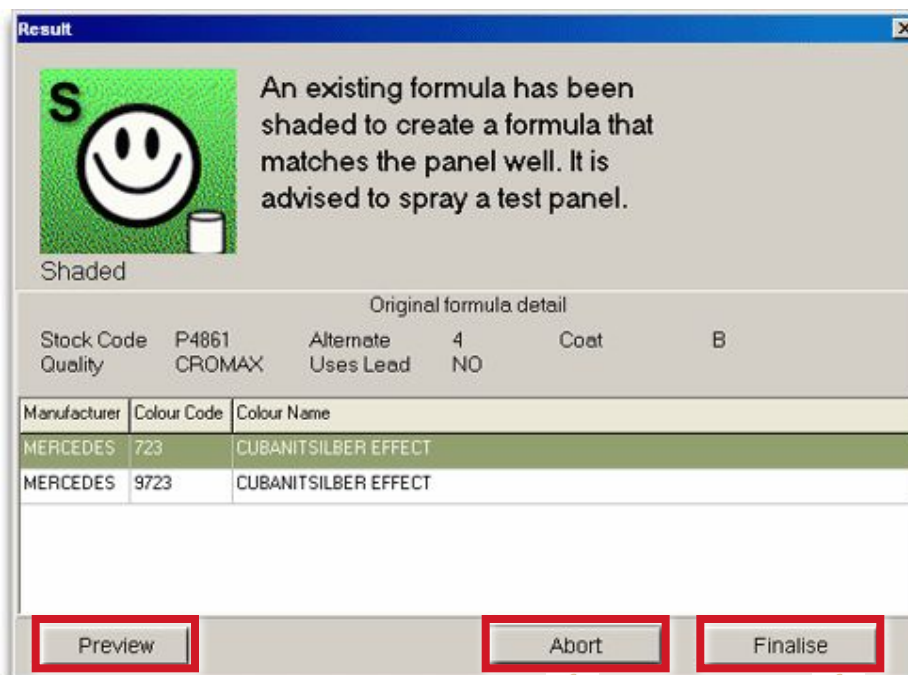 Result
S
An existing formula has been
shaded to create a formula that
matches the panel well. It is
advised to spray a test panel.
Shaded
Original formula detail
Stock Code P4861 Alternate 4 Coat B
Quality CROMAX Uses Lead NO
Manufacturer Colour Code Colour Name
MERCEDES 723 CUBANITSILBER EFFECT
MERCEDES 9723 CUBANITSILBER EFFECT
Preview Abort Finalise